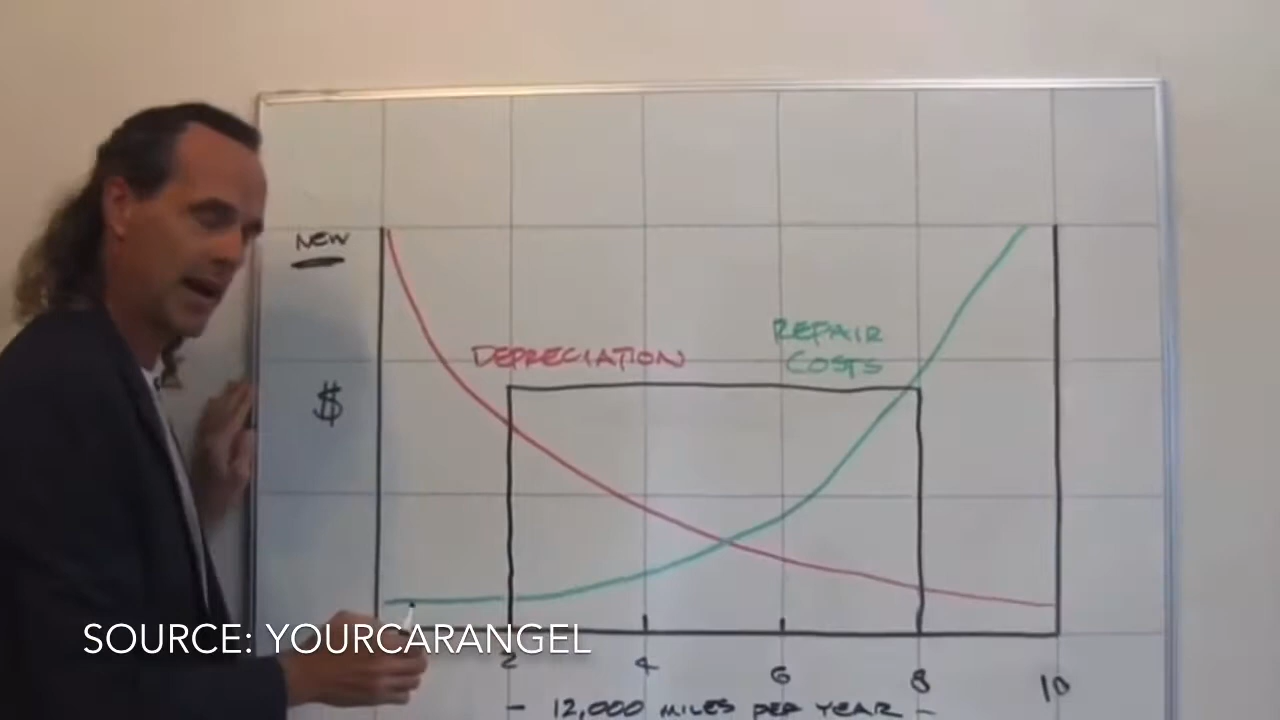 NEW
DEPRECIATION
REPAIR
COSTS
$
SOURCE: YOURCARANGEL
2 4 6 8 10
- 12,000 MILES PER YEAR -